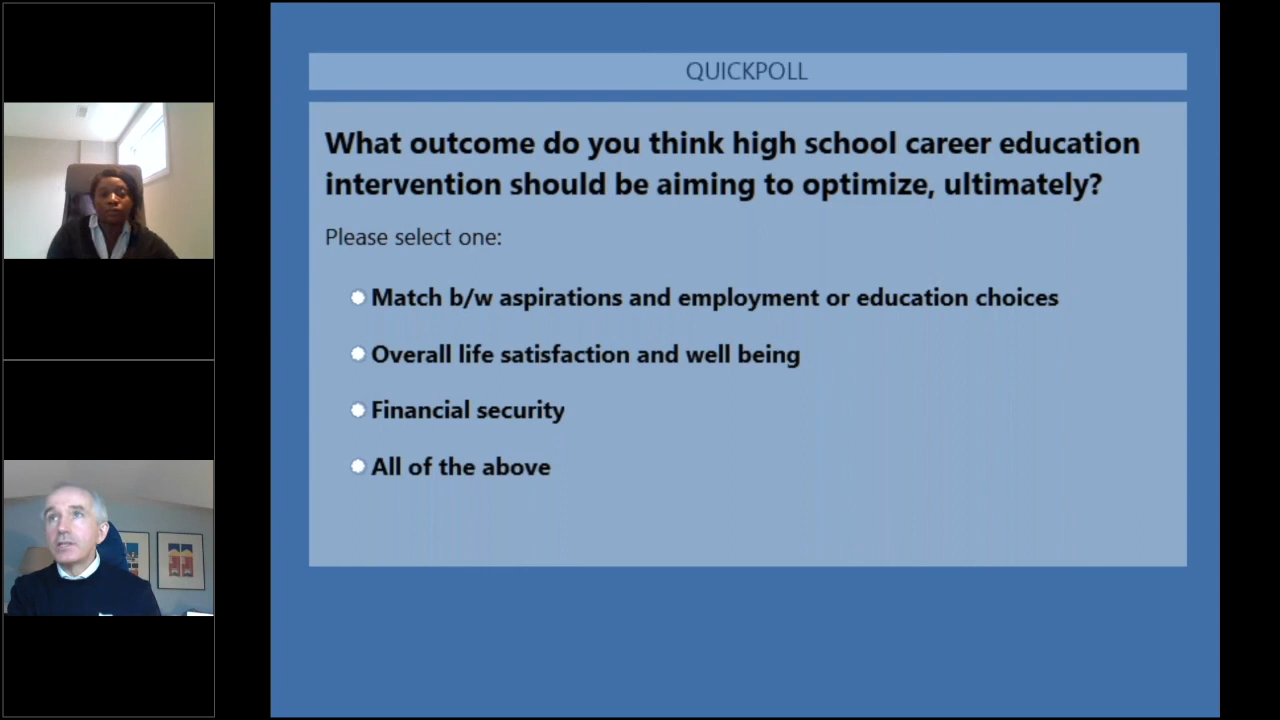 QUICKPOLL
What outcome do you think high school career education
intervention should be aiming to optimize, ultimately?
Please select one:
Match b/w aspirations and employment or education choices
Overall life satisfaction and well being
Financial security
All of the above